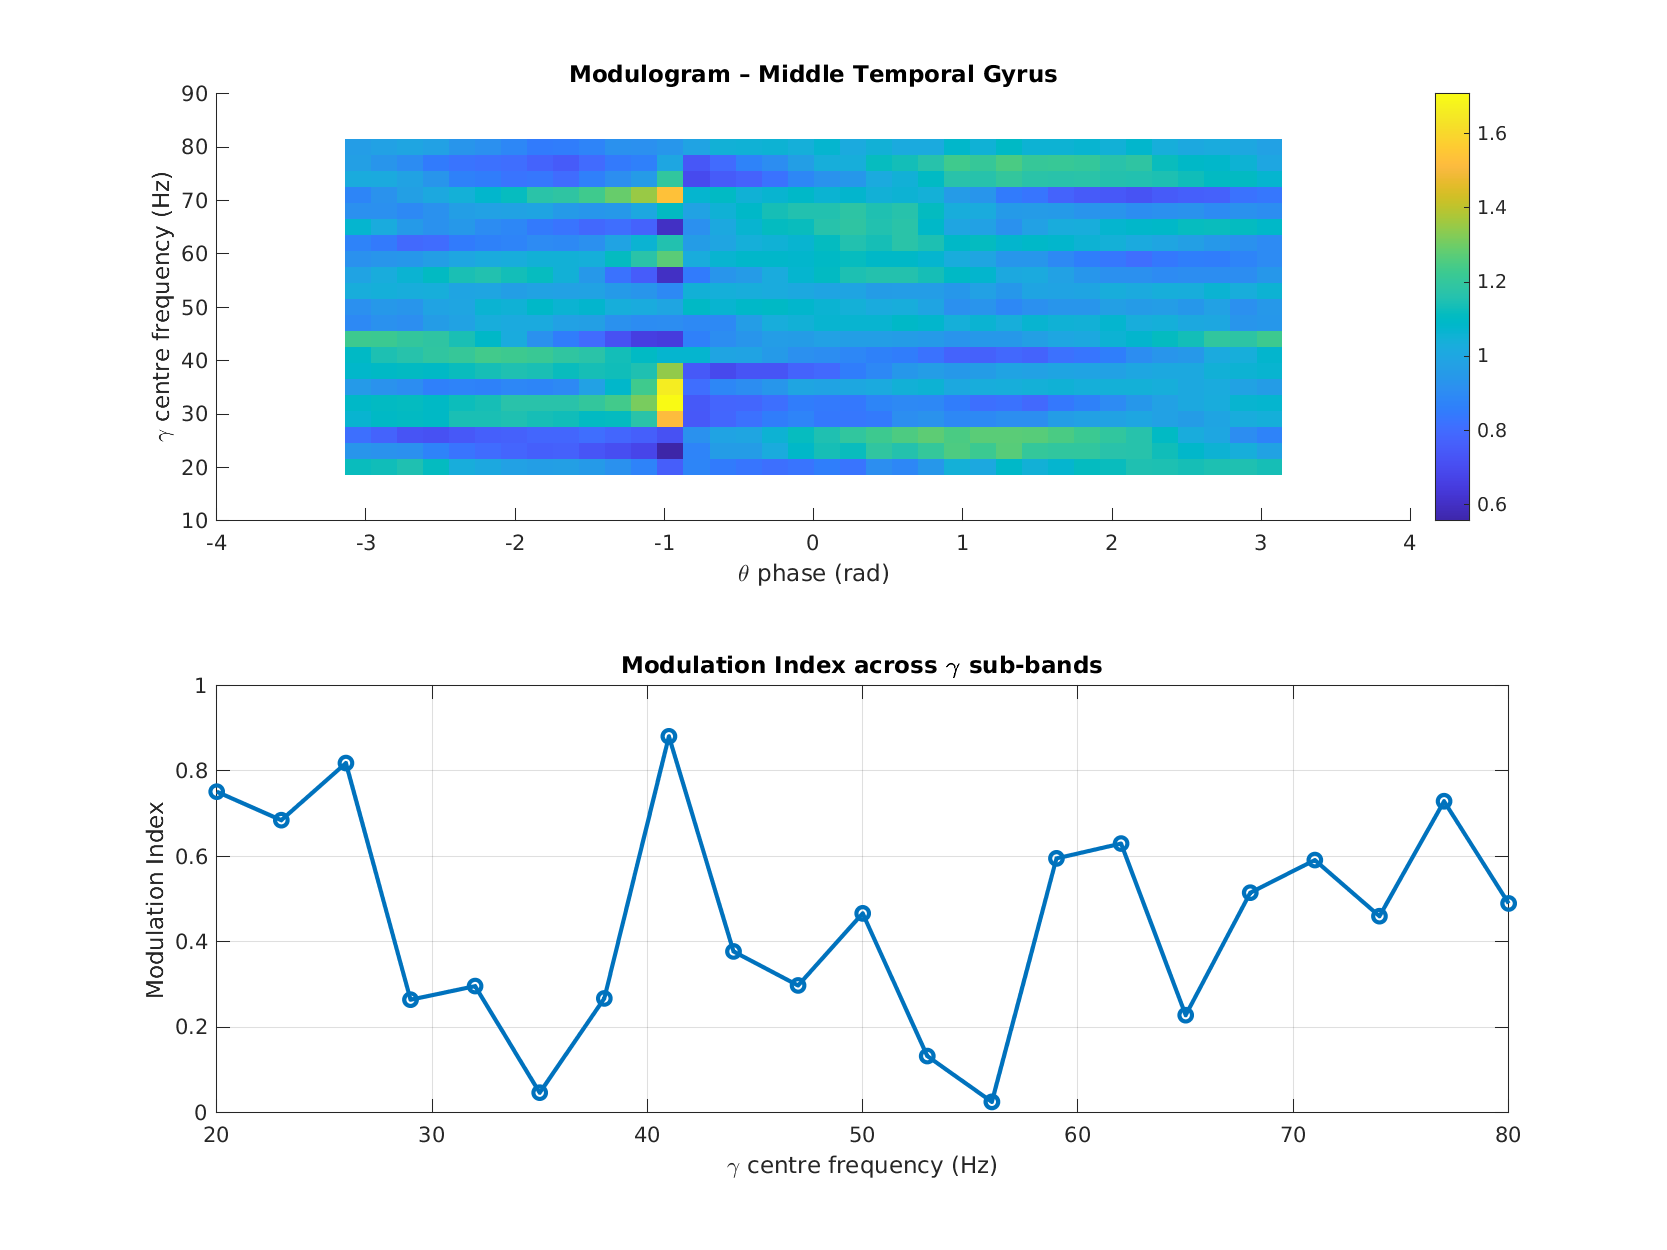 Modulogram – Middle Temporal Gyrus
γ centre frequency (Hz)
90
80
70
60
50
40
30
20
10
-4 -3 -2 -1 0 1 2 3 4
θ phase (rad)
1.6
1.4
1.2
1
0.8
0.6
Modulation Index across γ sub-bands
Modulation Index
1
0.8
0.6
0.4
0.2
0
20 30 40 50 60 70 80
γ centre frequency (Hz)